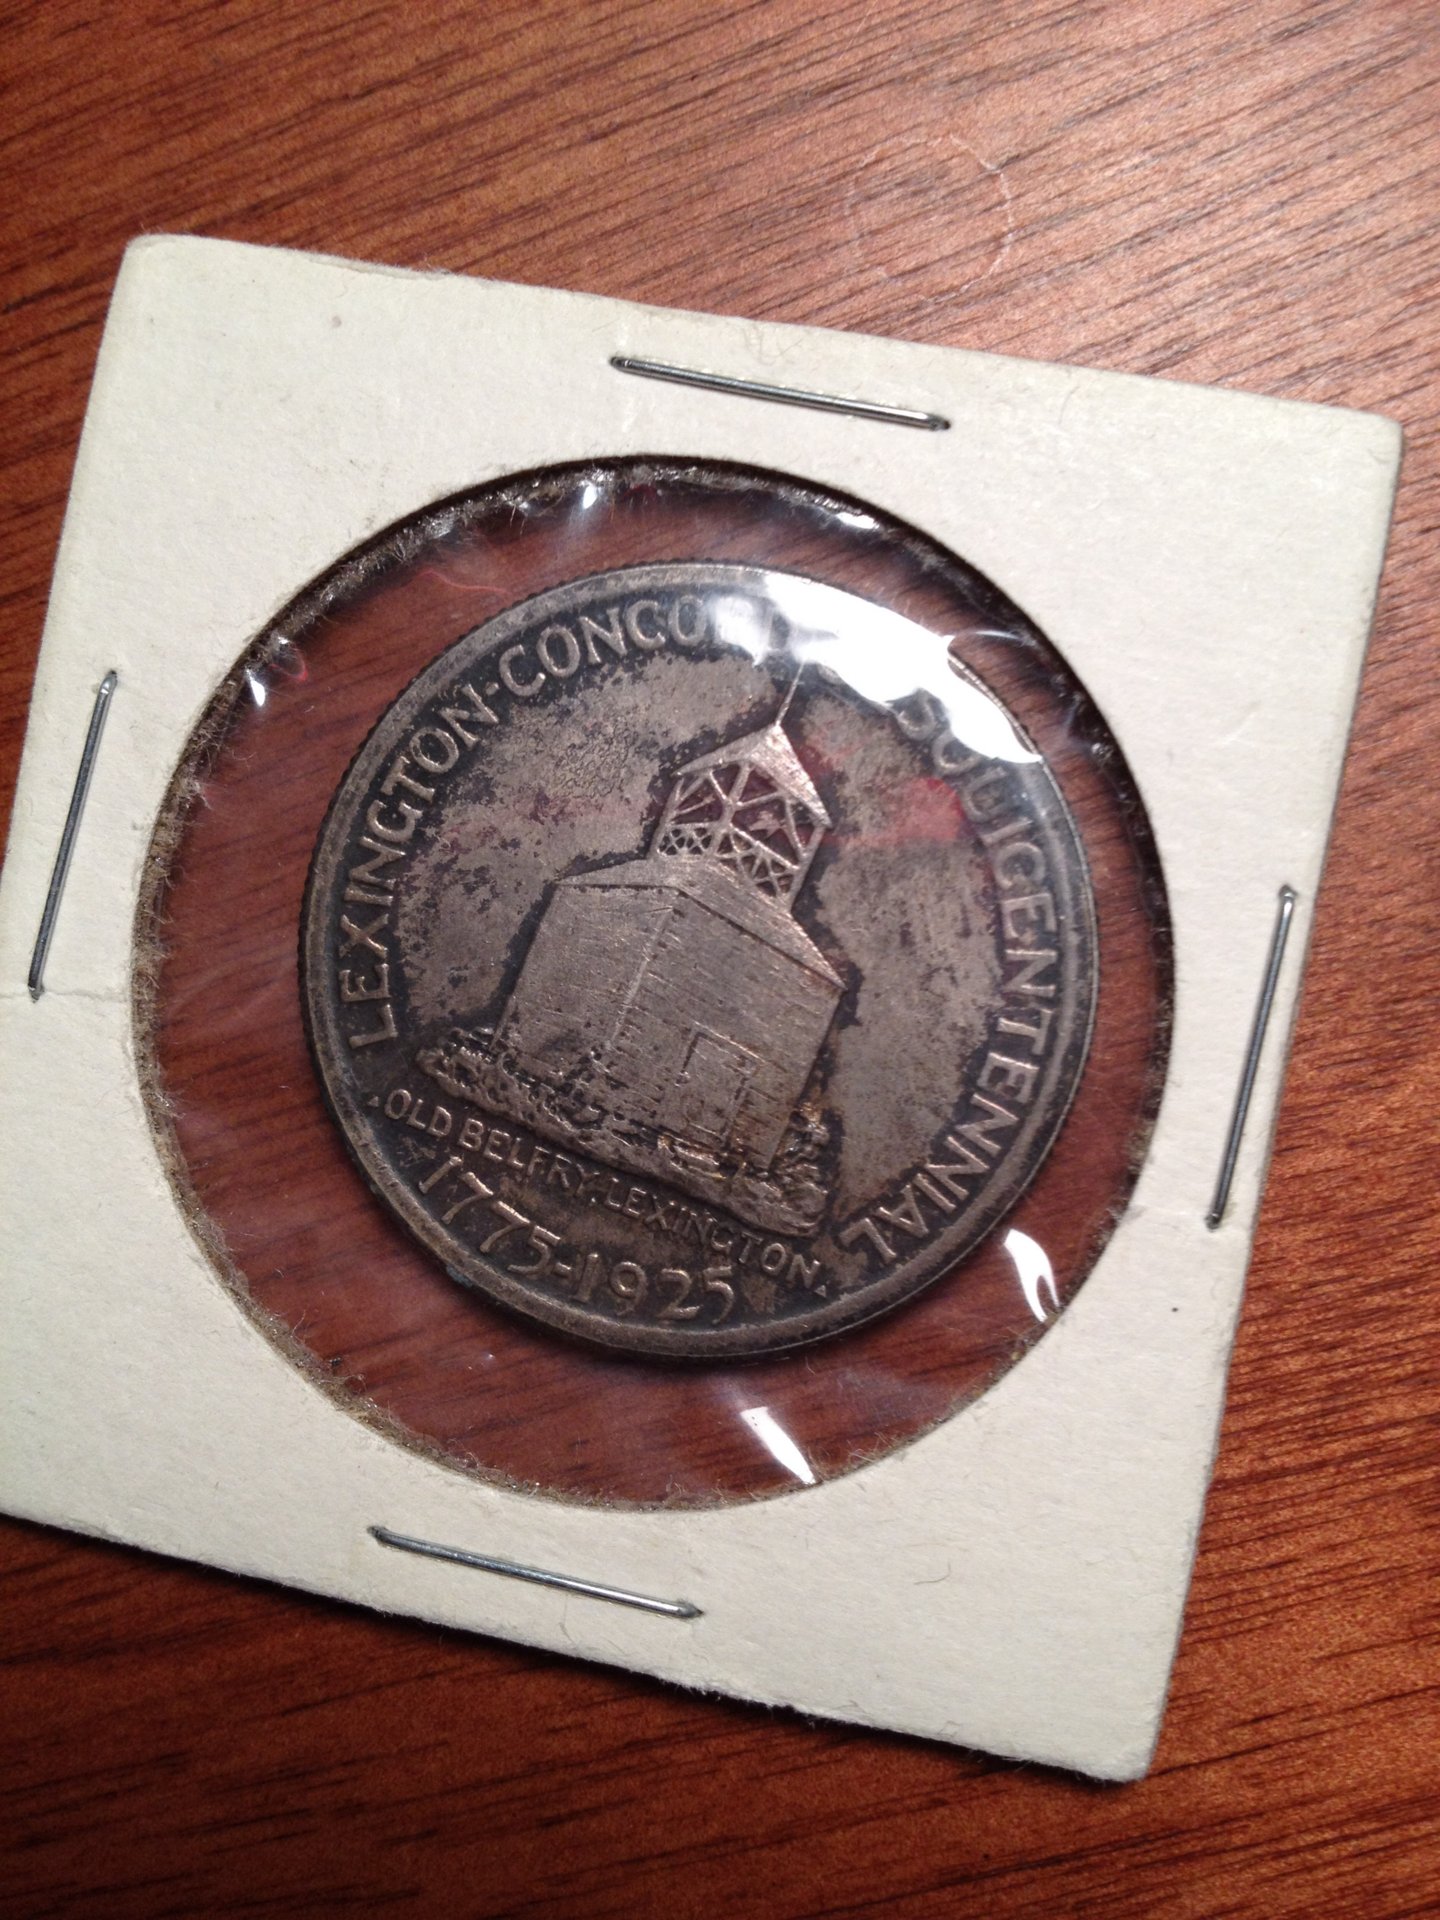 LEXINGTON-CONCORD SESQUICENTENNIAL
OLD BELFRY, LEXINGTON
1775-1925